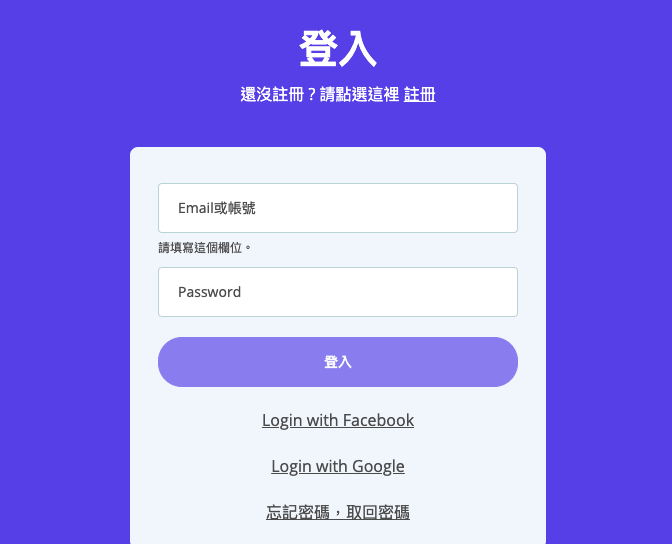 登入
還沒註冊？請點選這裡 註冊
Email或帳號
請填寫這個欄位。
Password
登入
Login with Facebook
Login with Google
忘記密碼，取回密碼